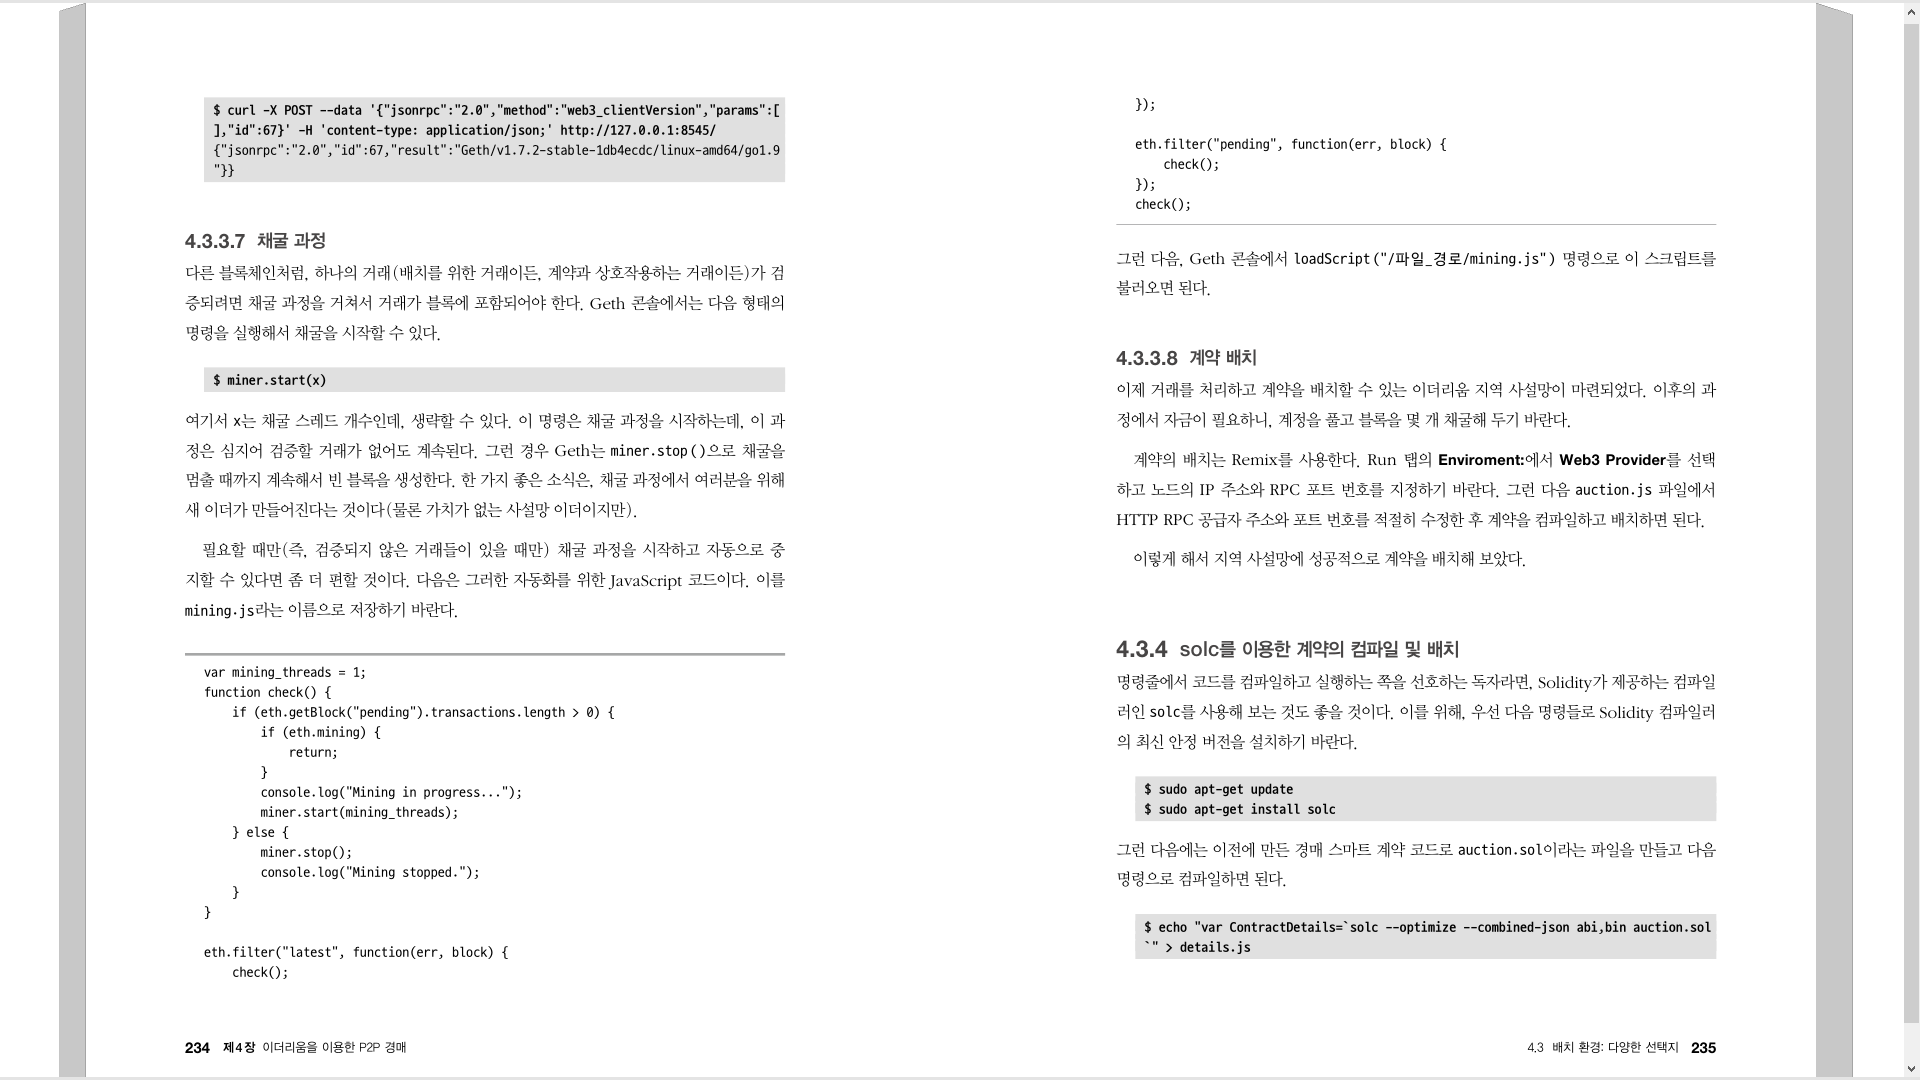 $ curl -X POST --data '{"jsonrpc":"2.0","method":"web3_clientVersion","params":[
],"id":67}' -H 'content-type: application/json;' http://127.0.0.1:8545/
{"jsonrpc":"2.0","id":67,"result":"Geth/v1.7.2-stable-1db4ecdc/linux-amd64/go1.9
"}}
4.3.3.7 채굴 과정
다른 블록체인처럼, 하나의 거래(배치를 위한 거래이든, 계약과 상호작용하는 거래이든)가 검
증되려면 채굴 과정을 거쳐서 거래가 블록에 포함되어야 한다. Geth 콘솔에서는 다음 형태의
명령을 실행해서 채굴을 시작할 수 있다.
$ miner.start(x)
여기서 x는 채굴 스레드 개수인데, 생략할 수 있다. 이 명령은 채굴 과정을 시작하는데, 이 과
정은 심지어 검증할 거래가 없어도 계속된다. 그런 경우 Geth는 miner.stop()으로 채굴을
멈출 때까지 계속해서 빈 블록을 생성한다. 한 가지 좋은 소식은, 채굴 과정에서 여러분을 위해
새 이더가 만들어진다는 것이다(물론 가치가 없는 사설망 이더이지만).
필요할 때만(즉, 검증되지 않은 거래들이 있을 때만) 채굴 과정을 시작하고 자동으로 중
지할 수 있다면 좀 더 편할 것이다. 다음은 그러한 자동화를 위한 JavaScript 코드이다. 이를
mining.js라는 이름으로 저장하기 바란다.
var mining_threads = 1;
function check() {
    if (eth.getBlock("pending").transactions.length > 0) {
        if (eth.mining) {
            return;
        }
        console.log("Mining in progress...");
        miner.start(mining_threads);
    } else {
        miner.stop();
        console.log("Mining stopped.");
    }
}
eth.filter("latest", function(err, block) {
    check();
234 제4장 이더리움을 이용한 P2P 경매
});
eth.filter("pending", function(err, block) {
    check();
});
check();
그런 다음, Geth 콘솔에서 loadScript("/파일_경로/mining.js") 명령으로 이 스크립트를
불러오면 된다.
4.3.3.8 계약 배치
이제 거래를 처리하고 계약을 배치할 수 있는 이더리움 지역 사설망이 마련되었다. 이후의 과
정에서 자금이 필요하니, 계정을 풀고 블록을 몇 개 채굴해 두기 바란다.
계약의 배치는 Remix를 사용한다. Run 탭의 Enviroment:에서 Web3 Provider를 선택
하고 노드의 IP 주소와 RPC 포트 번호를 지정하기 바란다. 그런 다음 auction.js 파일에서
HTTP RPC 공급자 주소와 포트 번호를 적절히 수정한 후 계약을 컴파일하고 배치하면 된다.
이렇게 해서 지역 사설망에 성공적으로 계약을 배치해 보았다.
4.3.4 solc를 이용한 계약의 컴파일 및 배치
명령줄에서 코드를 컴파일하고 실행하는 쪽을 선호하는 독자라면, Solidity가 제공하는 컴파일
러인 solc를 사용해 보는 것도 좋을 것이다. 이를 위해, 우선 다음 명령들로 Solidity 컴파일러
의 최신 안정 버전을 설치하기 바란다.
$ sudo apt-get update
$ sudo apt-get install solc
그런 다음에는 이전에 만든 경매 스마트 계약 코드로 auction.sol이라는 파일을 만들고 다음
명령으로 컴파일하면 된다.
$ echo "var ContractDetails=`solc --optimize --combined-json abi,bin auction.sol
`" > details.js
4.3 배치 환경: 다양한 선택지 235